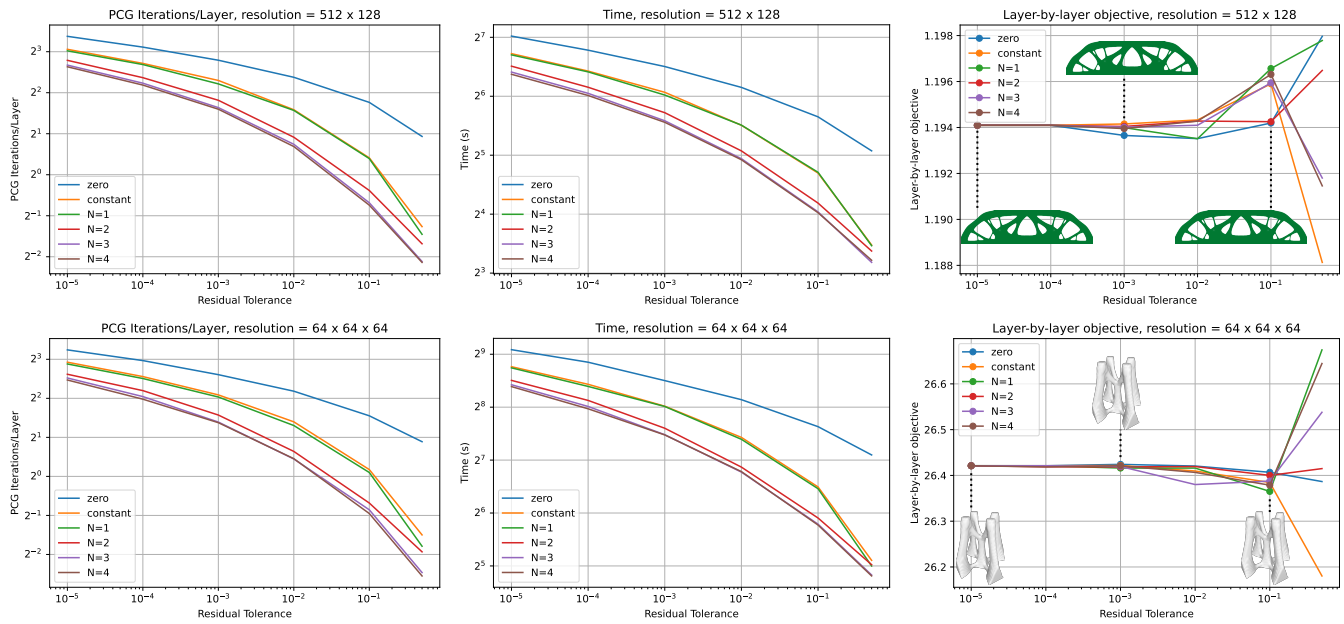 PCG Iterations/Layer, resolution = 512 x 128
PCG Iterations/Layer
2^3
2^2
2^1
2^0
2^−1
2^−2
zero
constant
N=1
N=2
N=3
N=4
10^−5
10^−4
10^−3
10^−2
10^−1
Residual Tolerance
Time, resolution = 512 x 128
Time (s)
2^7
2^6
2^5
2^4
2^3
zero
constant
N=1
N=2
N=3
N=4
10^−5
10^−4
10^−3
10^−2
10^−1
Residual Tolerance
Layer-by-layer objective, resolution = 512 x 128
Layer-by-layer objective
1.198
1.196
1.194
1.192
1.190
1.188
zero
constant
N=1
N=2
N=3
N=4
10^−5
10^−4
10^−3
10^−2
10^−1
Residual Tolerance
PCG Iterations/Layer, resolution = 64 x 64 x 64
PCG Iterations/Layer
2^3
2^2
2^1
2^0
2^−1
2^−2
zero
constant
N=1
N=2
N=3
N=4
10^−5
10^−4
10^−3
10^−2
10^−1
Residual Tolerance
Time, resolution = 64 x 64 x 64
Time (s)
2^9
2^8
2^7
2^6
2^5
zero
constant
N=1
N=2
N=3
N=4
10^−5
10^−4
10^−3
10^−2
10^−1
Residual Tolerance
Layer-by-layer objective, resolution = 64 x 64 x 64
Layer-by-layer objective
26.6
26.5
26.4
26.3
26.2
zero
constant
N=1
N=2
N=3
N=4
10^−5
10^−4
10^−3
10^−2
10^−1
Residual Tolerance